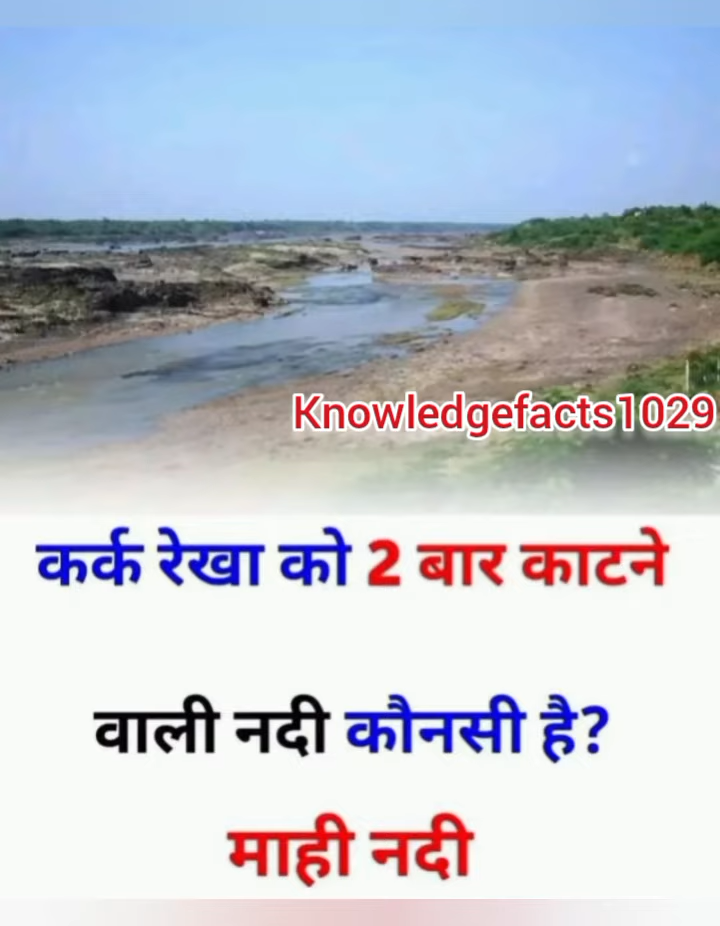 Knowledgefacts1029
कर्क रेखा को 2 बार काटने
वाली नदी कौनसी है?
माही नदी